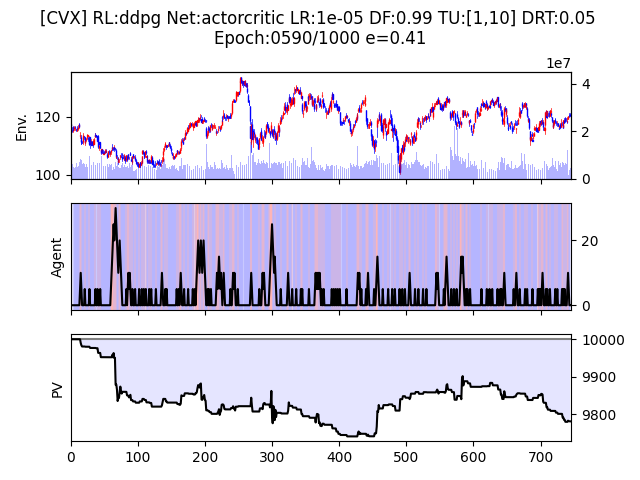 [CVX] RL:ddpg Net:actorcritic LR:1e-05 DF:0.99 TU:[1,10] DRT:0.05
Epoch:0590/1000 e=0.41
1e7
Env.
120
100
4
2
0
Agent
20
0
PV
10000
9900
9800
0 100 200 300 400 500 600 700